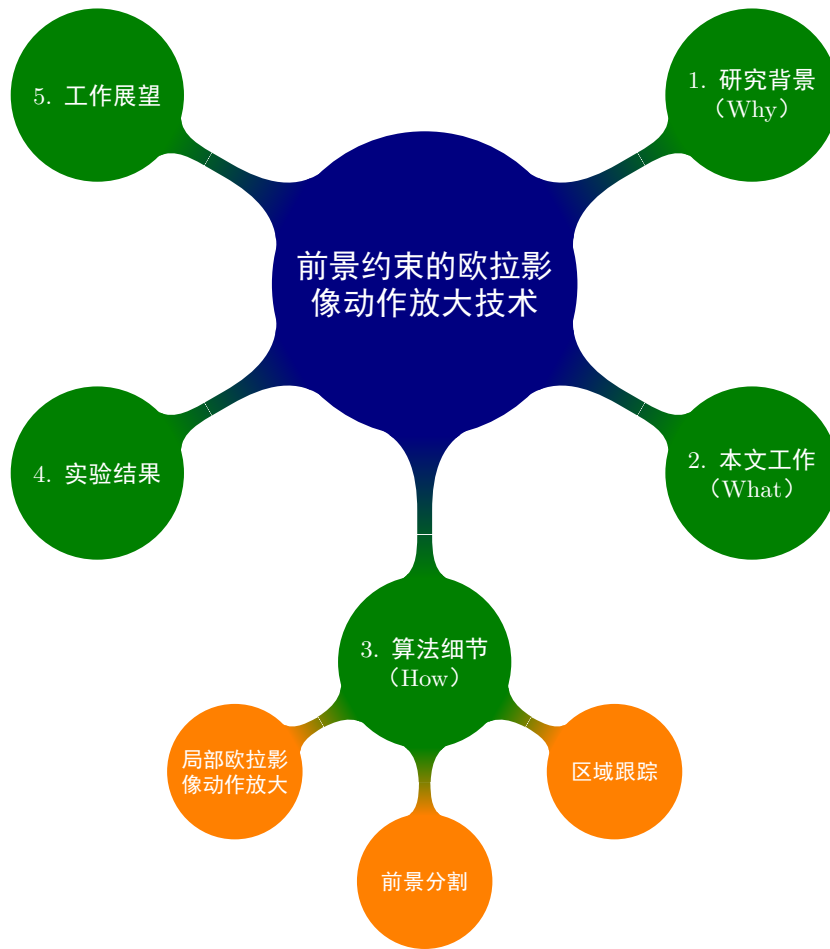 5. 工作展望
1. 研究背景
（Why）
前景约束的欧拉影
像动作放大技术
4. 实验结果
2. 本文工作
（What）
3. 算法细节
（How）
局部欧拉影
像动作放大
区域跟踪
前景分割